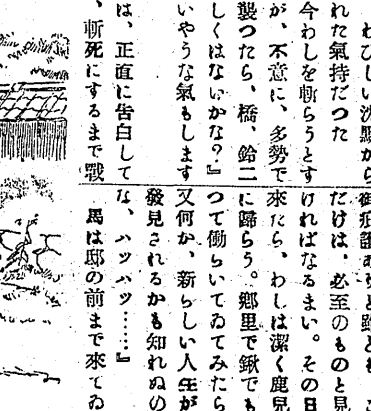 わびしい沈默から
れた氣持だつた
今わしを斬らうとす
が、不意に、多勢で
襲つたら、橋、鈴二
しくはないかな？』
いやうな氣もします
は、正直に告白して
、斬死にするまで戰
だけは、必至のものと見
ければなるまい。その日
來たら、わしは潔く鹿兒
に歸らう。鄕里で鍬でも
つて働らいてゐてみたら
又何か、新らしい人生が
發見されるかも知れぬの
な、ハッハッ……』
馬は邸の前まで來てゐ